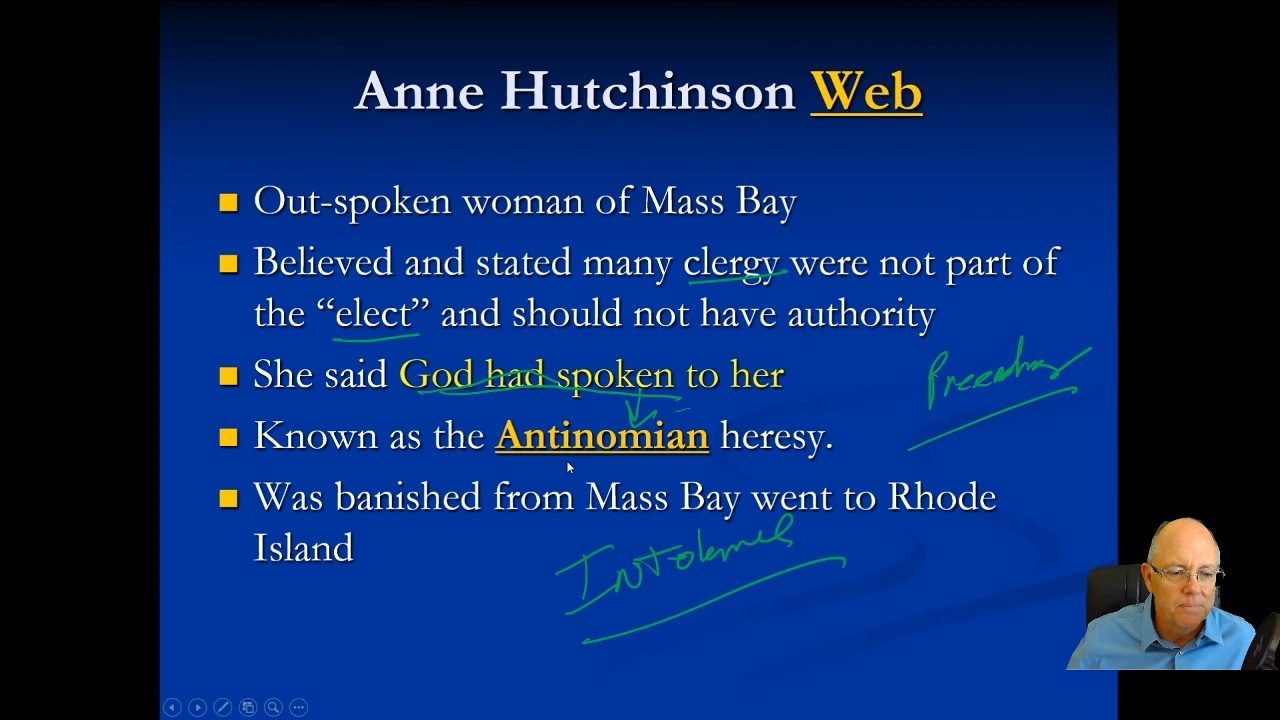 Anne Hutchinson Web
Out-spoken woman of Mass Bay
Believed and stated many clergy were not part of
the “elect” and should not have authority
She said God had spoken to her
Known as the Antinomian heresy.
Was banished from Mass Bay went to Rhode
Island